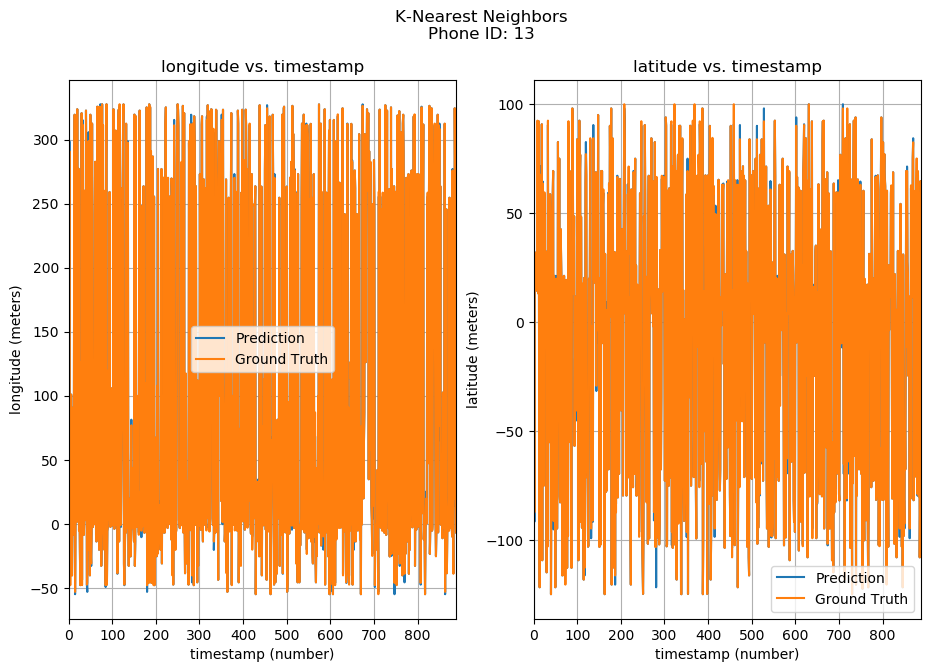 K-Nearest Neighbors
Phone ID: 13
longitude vs. timestamp
300
250
200
150
100
50
0
−50
longitude (meters)
Prediction
Ground Truth
0 100 200 300 400 500 600 700 800
timestamp (number)
latitude vs. timestamp
100
50
0
−50
−100
latitude (meters)
Prediction
Ground Truth
0 100 200 300 400 500 600 700 800
timestamp (number)